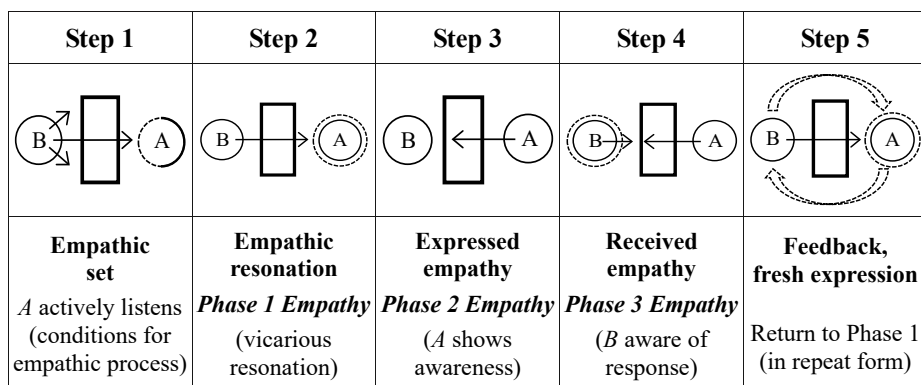 Step 1
Step 2
Step 3
Step 4
Step 5
B
A
B
A
B
A
B
A
B
A
Empathic
set
A actively listens
(conditions for
empathic process)
Empathic
resonation
Phase 1 Empathy
(vicarious
resonation)
Expressed
empathy
Phase 2 Empathy
(A shows
awareness)
Received
empathy
Phase 3 Empathy
(B aware of
response)
Feedback,
fresh expression
Return to Phase 1
(in repeat form)